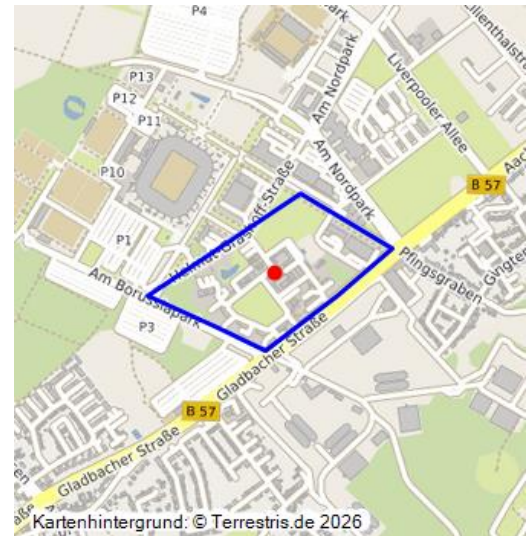 P4
Am Nordpark
Lilienthalstr
Liverpooler Allee
P13
P12
P11
P10
Am Nordpark
B 57
Helmut-Grashoff-Straße
P1
Pfingsgraben
Am Borussiapark
P3
Gladbacher Straße
B 57
Gladbacher Straße
Kartenhintergrund: © Terrestris.de 2026